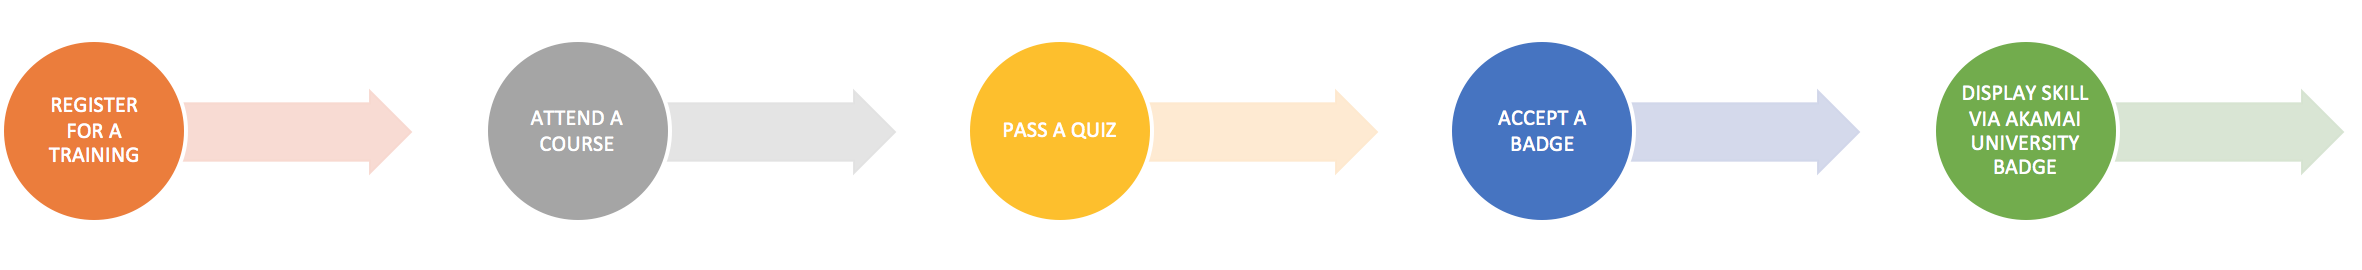 REGISTER
FOR A
TRAINING
ATTEND A
COURSE
PASS A QUIZ
ACCEPT A
BADGE
DISPLAY SKILL
VIA AKAMAI
UNIVERSITY
BADGE